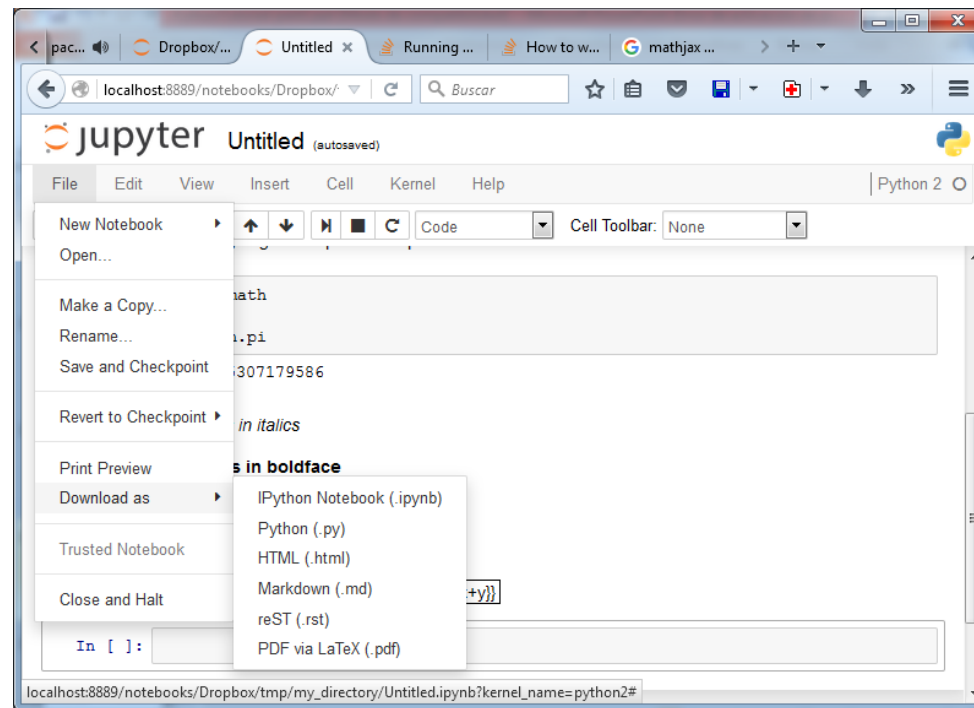 pac... Dropbox/... Untitled Running ... How to w... mathjax ...
localhost:8889/notebooks/Dropbox/ Buscar
jupyter Untitled (autosaved)
File Edit View Insert Cell Kernel Help Python 2
New Notebook Code Cell Toolbar: None
Open...
Make a Copy... math
Rename... .pi
Save and Checkpoint 307179586
Revert to Checkpoint in italics
Print Preview s in boldface
Download as IPython Notebook (.ipynb)
Python (.py)
Trusted Notebook HTML (.html)
Markdown (.md) +y}}
Close and Halt
reST (.rst)
In [ ]: PDF via LaTeX (.pdf)
localhost:8889/notebooks/Dropbox/tmp/my_directory/Untitled.ipynb?kernel_name=python2#